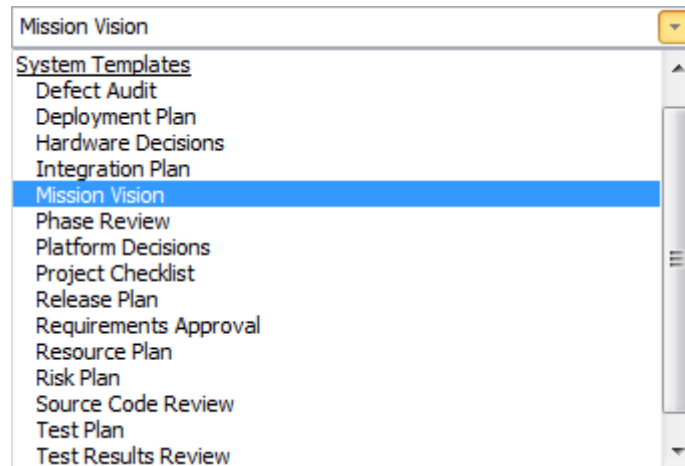 Mission Vision
System Templates
Defect Audit
Deployment Plan
Hardware Decisions
Integration Plan
Mission Vision
Phase Review
Platform Decisions
Project Checklist
Release Plan
Requirements Approval
Resource Plan
Risk Plan
Source Code Review
Test Plan
Test Results Review